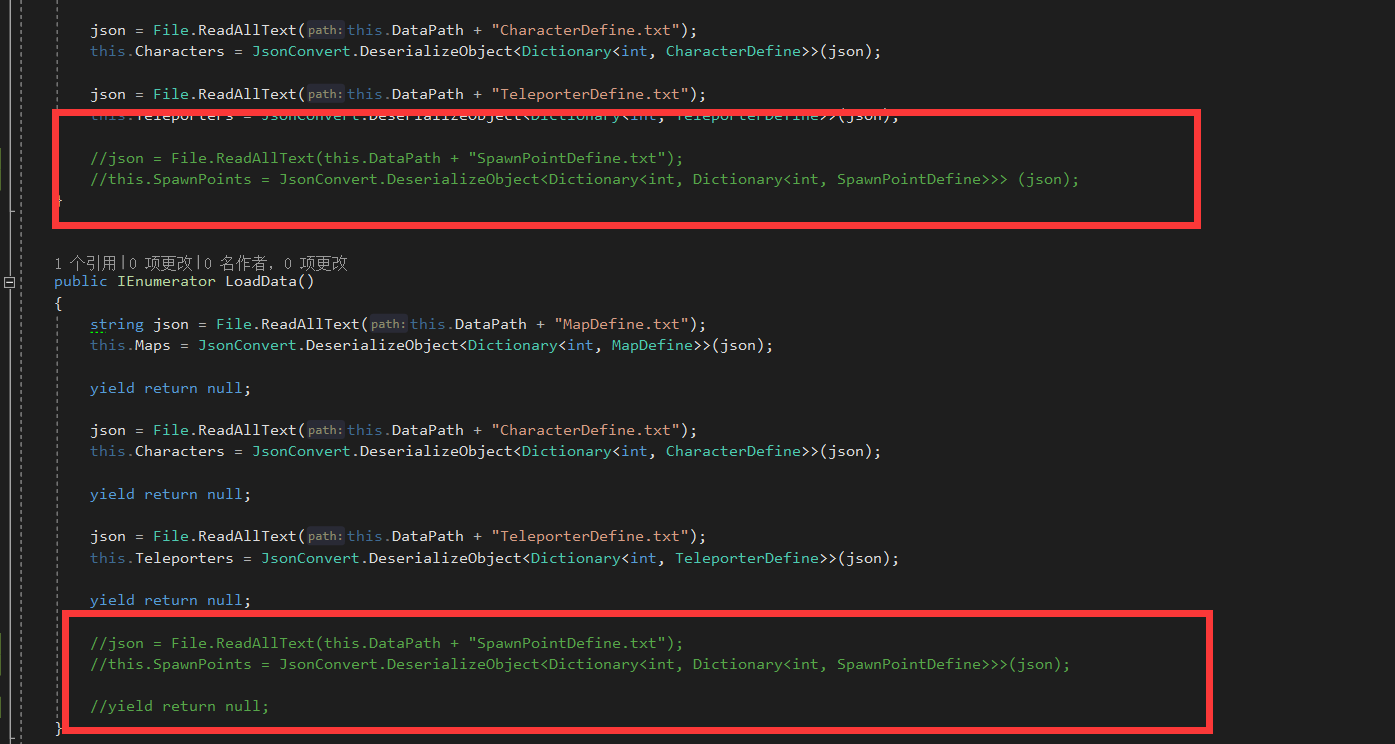 json = File.ReadAllText(path:this.DataPath + "CharacterDefine.txt");
this.Characters = JsonConvert.DeserializeObject<Dictionary<int, CharacterDefine>>(json);
json = File.ReadAllText(path:this.DataPath + "TeleporterDefine.txt");
this.Teleporters = JsonConvert.DeserializeObject<Dictionary<int, TeleporterDefine>>(json);
//json = File.ReadAllText(this.DataPath + "SpawnPointDefine.txt");
//this.SpawnPoints = JsonConvert.DeserializeObject<Dictionary<int, Dictionary<int, SpawnPointDefine>>> (json);
}
1 个引用|0 项更改|0 名作者, 0 项更改
public IEnumerator LoadData()
{
string json = File.ReadAllText(path:this.DataPath + "MapDefine.txt");
this.Maps = JsonConvert.DeserializeObject<Dictionary<int, MapDefine>>(json);
yield return null;
json = File.ReadAllText(path:this.DataPath + "CharacterDefine.txt");
this.Characters = JsonConvert.DeserializeObject<Dictionary<int, CharacterDefine>>(json);
yield return null;
json = File.ReadAllText(path:this.DataPath + "TeleporterDefine.txt");
this.Teleporters = JsonConvert.DeserializeObject<Dictionary<int, TeleporterDefine>>(json);
yield return null;
//json = File.ReadAllText(this.DataPath + "SpawnPointDefine.txt");
//this.SpawnPoints = JsonConvert.DeserializeObject<Dictionary<int, Dictionary<int, SpawnPointDefine>>>(json);
//yield return null;
}